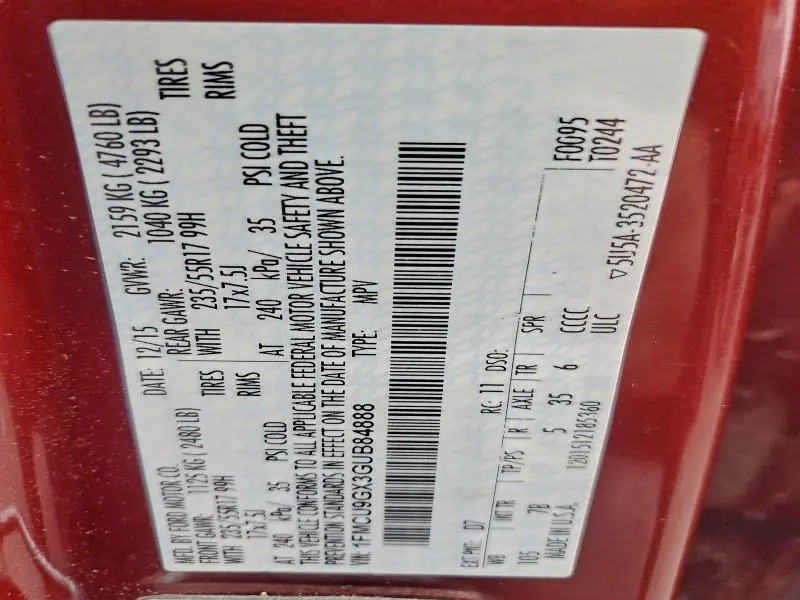 MFD. BY FORD MOTOR CO.
DATE: 12/15 GVWR: 2159 KG ( 4760 LB)
FRONT GAWR: 1125 KG ( 2480 LB) REAR GAWR: 1040 KG ( 2293 LB)
WITH 235/55R17 99H TIRES WITH 235/55R17 99H TIRES
17x7.5J RIMS 17x7.5J RIMS
AT 240 kPa/ 35 PSI COLD AT 240 kPa/ 35 PSI COLD
THIS VEHICLE CONFORMS TO ALL APPLICABLE FEDERAL MOTOR VEHICLE SAFETY AND THEFT
PREVENTION STANDARDS IN EFFECT ON THE DATE OF MANUFACTURE SHOWN ABOVE.
VIN: 1FMCU9GX3GUB84888 TYPE: MPV
EXT PNT: D7 RC: 11 DSO: F0095
WB INT TR TP/PS R AXLE TR SPR T0244
105 7B 5 35 6 CCCC
MADE IN U.S.A. 1201512185360 ULC
▽5U5A-3520472-AA